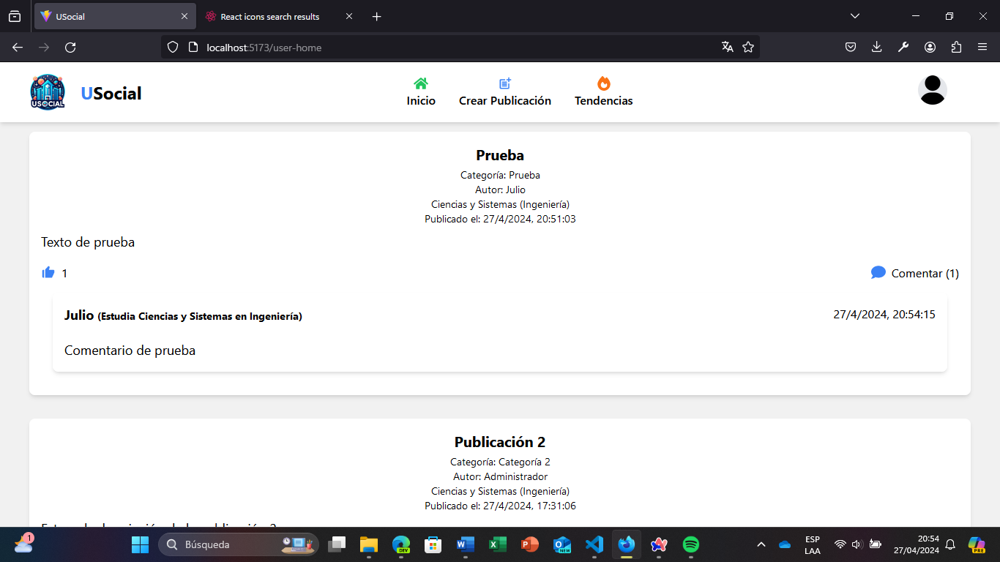 USocial
React icons search results
localhost:5173/user-home
USOCIAL
USocial
Inicio
Crear Publicación
Tendencias
Prueba
Categoría: Prueba
Autor: Julio
Ciencias y Sistemas (Ingeniería)
Publicado el: 27/4/2024, 20:51:03
Texto de prueba
1
Comentar (1)
Julio (Estudia Ciencias y Sistemas en Ingeniería)
27/4/2024, 20:54:15
Comentario de prueba
Publicación 2
Categoría: Categoría 2
Autor: Administrador
Ciencias y Sistemas (Ingeniería)
Publicado el: 27/4/2024, 17:31:06
1
Búsqueda
DEV
NEW
ESP
LAA
20:54
27/04/2024
PRE